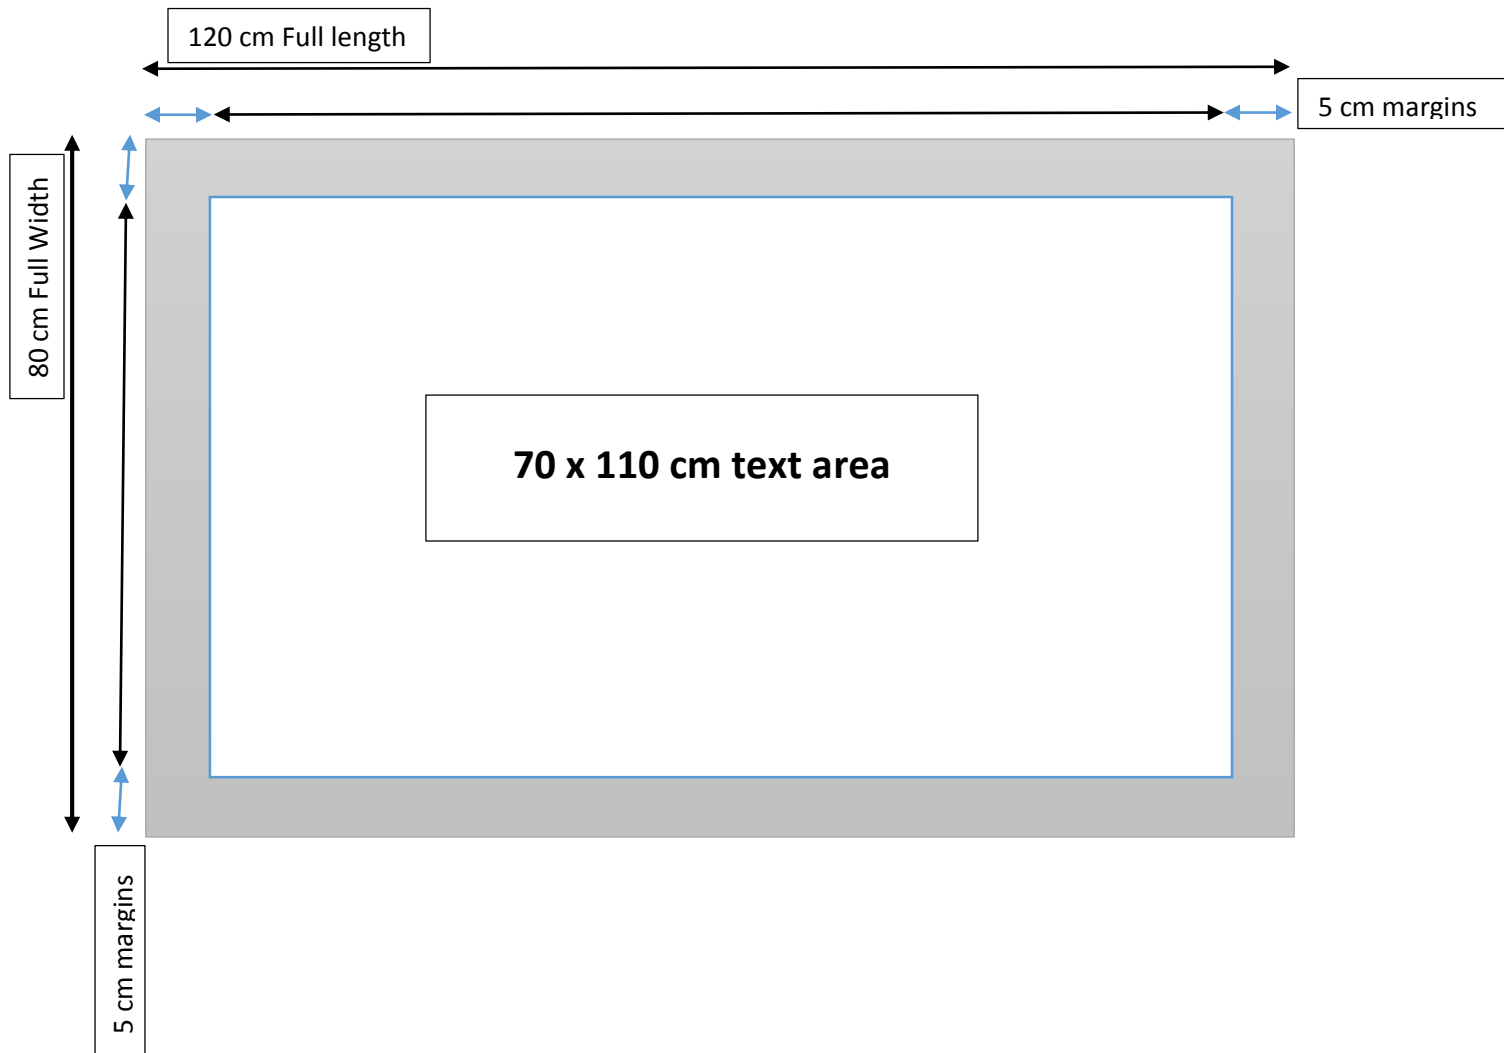 120 cm Full length
5 cm margins
80 cm Full Width
70 x 110 cm text area
5 cm margins